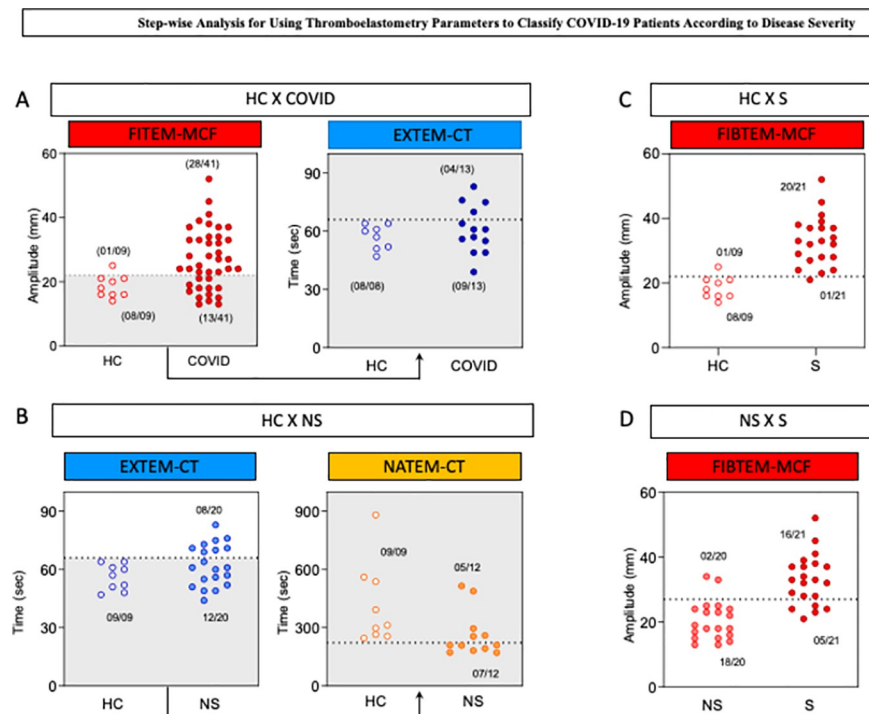 Step-wise Analysis for Using Thromboelastometry Parameters to Classify COVID-19 Patients According to Disease Severity
A
HC X COVID
FITEM-MCF
60
40
20
0
Amplitude (mm)
(28/41)
(01/09)
(08/09)
(13/41)
HC
COVID
EXTEM-CT
90
60
30
0
Time (sec)
(04/13)
(08/08)
(09/13)
HC
COVID
C
HC X S
FIBTEM-MCF
60
40
20
0
Amplitude (mm)
20/21
01/09
08/09
01/21
HC
S
B
HC X NS
EXTEM-CT
90
60
30
0
Time (sec)
08/20
09/09
12/20
HC
NS
NATEM-CT
900
600
300
0
Time (sec)
09/09
05/12
07/12
HC
NS
D
NS X S
FIBTEM-MCF
60
40
20
0
Amplitude (mm)
16/21
02/20
18/20
05/21
NS
S